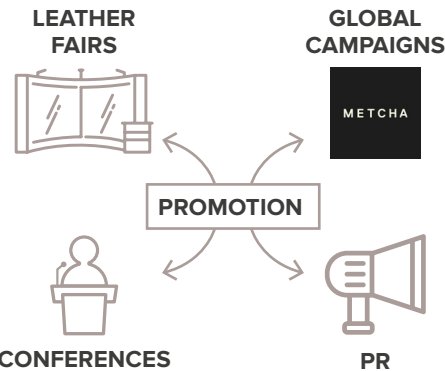 LEATHER
FAIRS
GLOBAL
CAMPAIGNS
METCHA
PROMOTION
CONFERENCES
PR